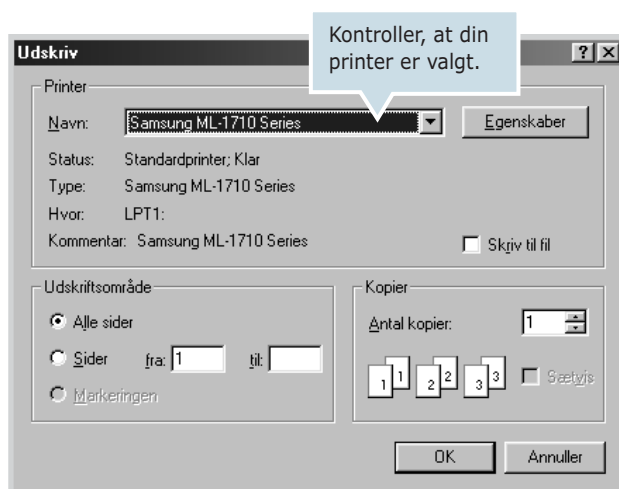 Kontroller, at din
printer er valgt.
Udskriv
Printer
Navn: Samsung ML-1710 Series Egenskaber
Status: Standardprinter; Klar
Type: Samsung ML-1710 Series
Hvor: LPT1:
Kommentar: Samsung ML-1710 Series Skriv til fil
Udskriftsområde Kopier
Alle sider Antal kopier: 1
Sider fra: 1 til:
1 1 2 2 3 3 Sætvis
Markeringen
OK Annuller